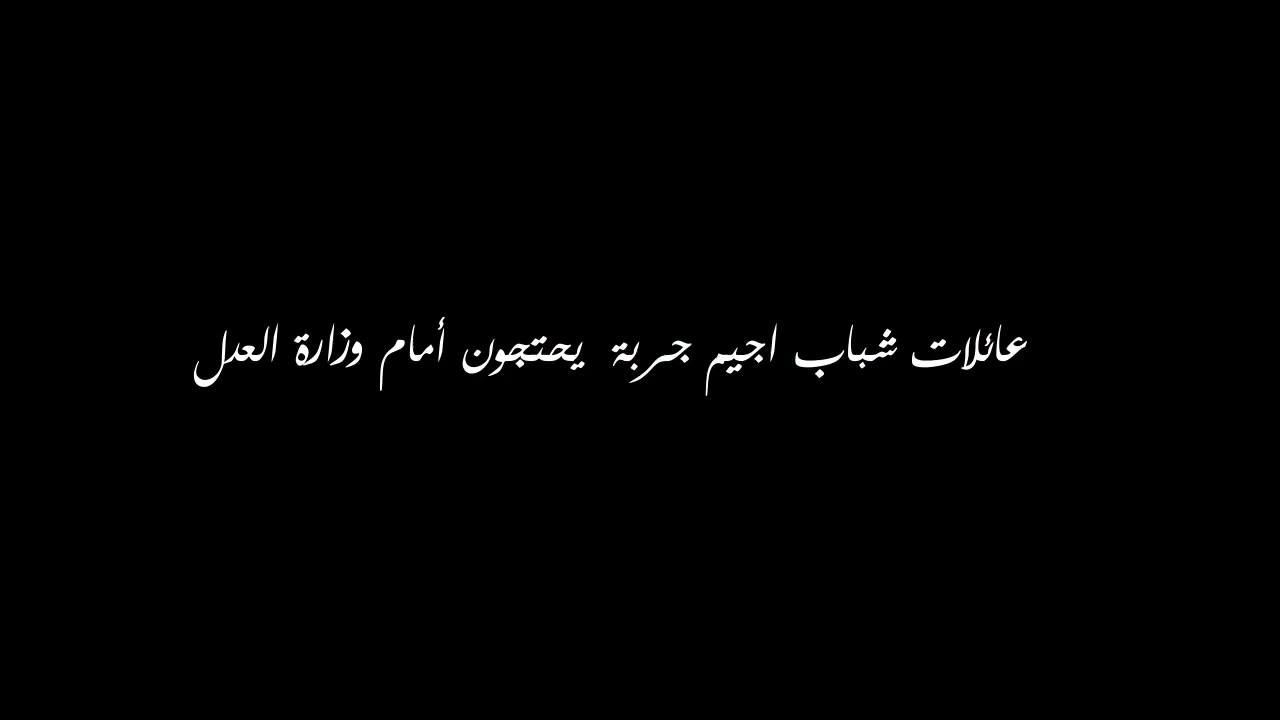 عائلات شباب اجيم جربة يحتجون أمام وزارة العدل